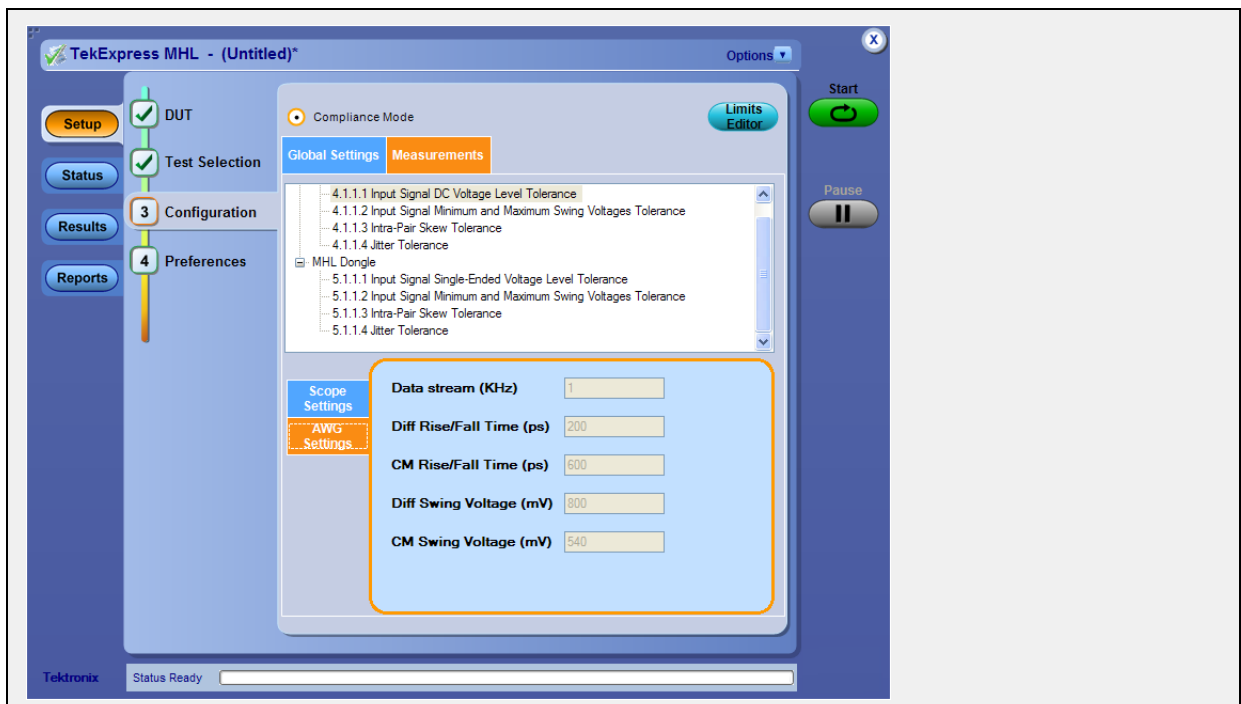 TekExpress MHL - (Untitled)*
Options
X
Start
Pause
Setup
Status
Results
Reports
DUT
Test Selection
3 Configuration
4 Preferences
Compliance Mode
Limits
Editor
Global Settings
Measurements
4.1.1.1 Input Signal DC Voltage Level Tolerance
4.1.1.2 Input Signal Minimum and Maximum Swing Voltages Tolerance
4.1.1.3 Intra-Pair Skew Tolerance
4.1.1.4 Jitter Tolerance
MHL Dongle
5.1.1.1 Input Signal Single-Ended Voltage Level Tolerance
5.1.1.2 Input Signal Minimum and Maximum Swing Voltages Tolerance
5.1.1.3 Intra-Pair Skew Tolerance
5.1.1.4 Jitter Tolerance
Scope
Settings
AWG
Settings
Data stream (KHz) 1
Diff Rise/Fall Time (ps) 200
CM Rise/Fall Time (ps) 600
Diff Swing Voltage (mV) 800
CM Swing Voltage (mV) 540
Tektronix
Status Ready